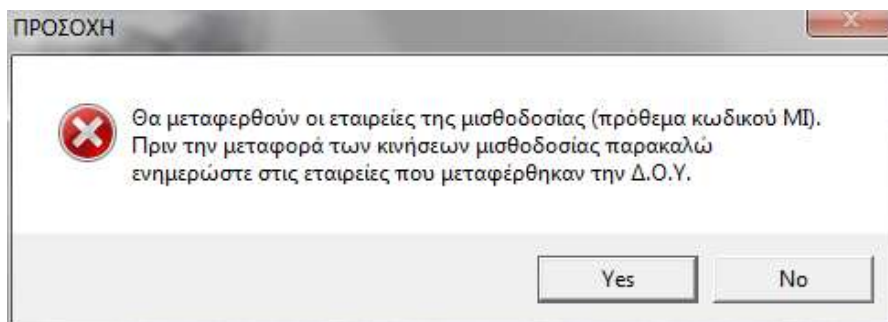 ΠΡΟΣΟΧΗ
Θα μεταφερθούν οι εταιρείες της μισθοδοσίας (πρόθεμα κωδικού ΜΙ).
Πριν την μεταφορά των κινήσεων μισθοδοσίας παρακαλώ
ενημερώστε στις εταιρείες που μεταφέρθηκαν την Δ.Ο.Υ.
Yes
No